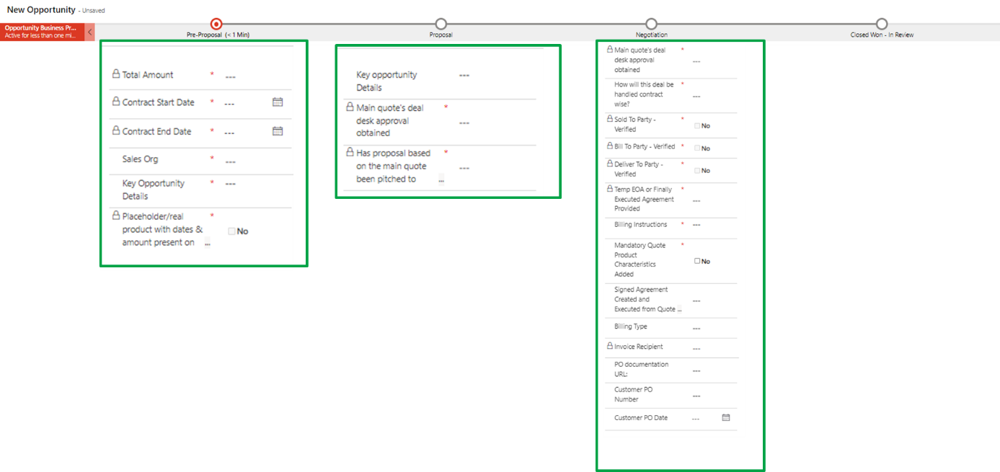 New Opportunity - Unsaved
Opportunity Business Pr...
Active for less than one mi...
Pre-Proposal (< 1 Min)
Proposal
Negotiation
Closed Won - In Review
Total Amount * ---
Contract Start Date * ---
Contract End Date * ---
Sales Org * ---
Key Opportunity * ---
Details
Placeholder/real *
product with dates & No
amount present on ...
Key opportunity ---
Details
Main quote's deal *
desk approval ---
obtained
Has proposal based *
on the main quote ---
been pitched to ...
Main quote's deal *
desk approval ---
obtained
How will this deal be *
handled contract ---
wise?
Sold To Party - *
Verified No
Bill To Party - Verified * No
Deliver To Party - *
Verified No
Temp EOA or Finally *
Executed Agreement ---
Provided
Billing Instructions * ---
Mandatory Quote *
Product No
Characteristics
Added
Signed Agreement
Created and ---
Executed from Quote ...
Billing Type ---
Invoice Recipient ---
PO documentation ---
URL:
Customer PO ---
Number
Customer PO Date ---